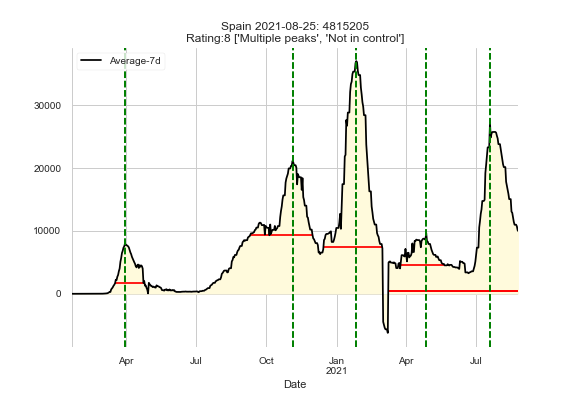 Spain 2021-08-25: 4815205
Rating:8 ['Multiple peaks', 'Not in control']
Average-7d
30000
20000
10000
0
Apr
Jul
Oct
Jan
2021
Apr
Jul
Date